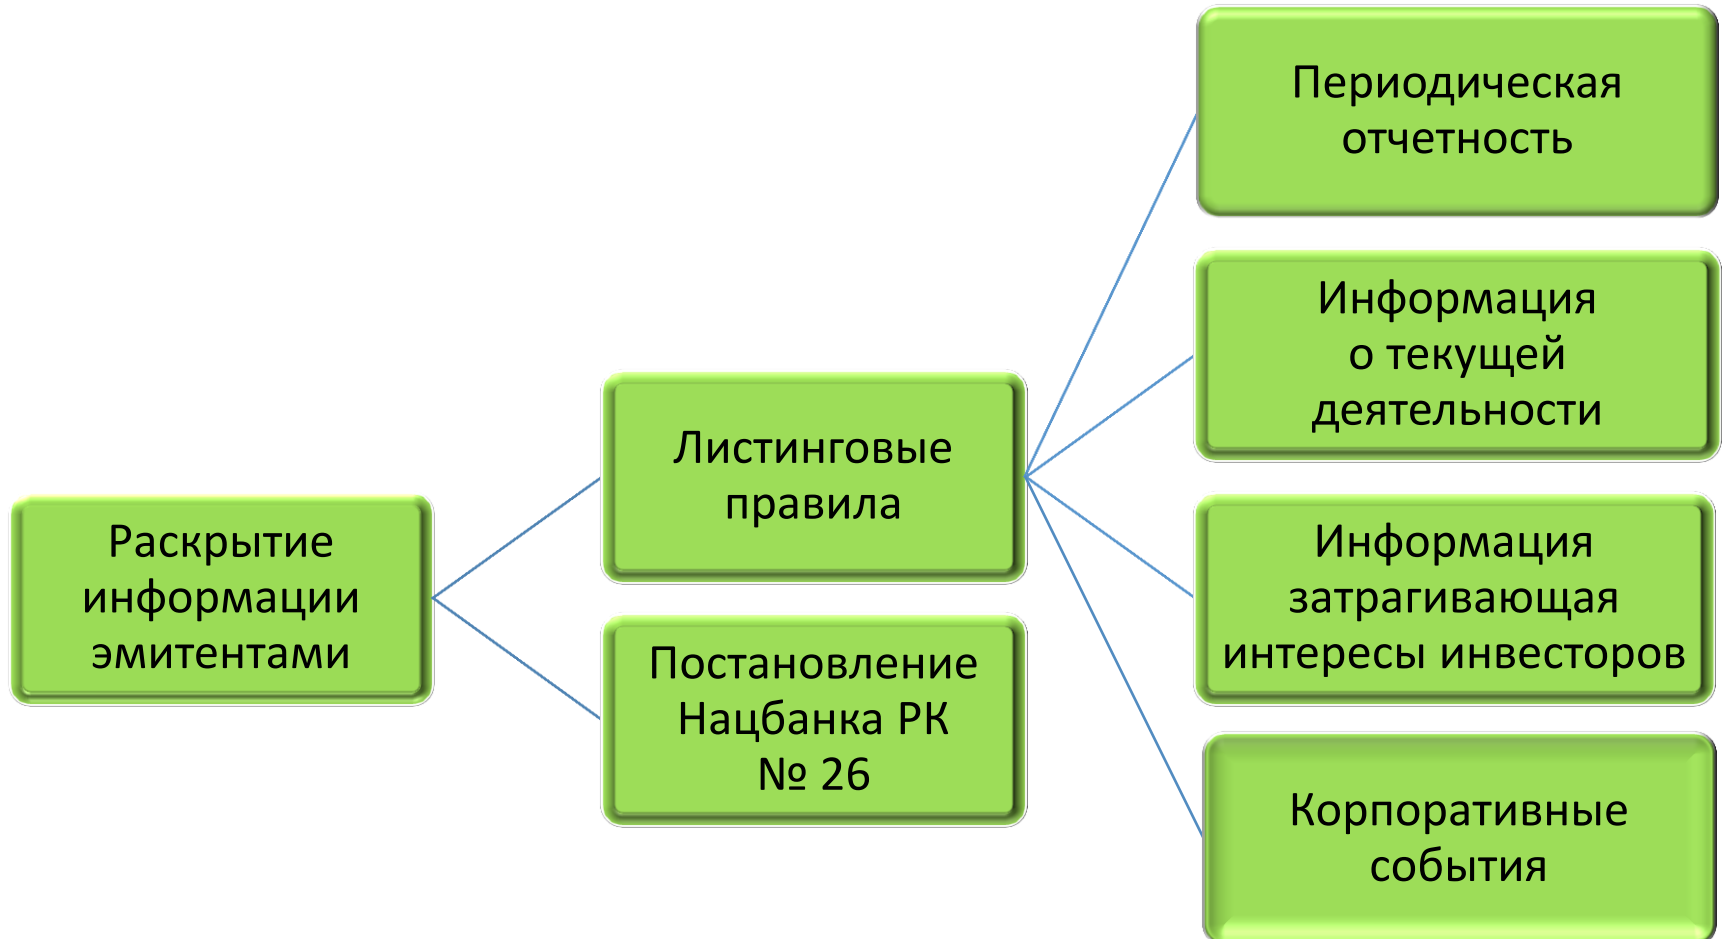 Раскрытие
информации
эмитентами
Листинговые
правила
Постановление
Нацбанка РК
№ 26
Периодическая
отчетность
Информация
о текущей
деятельности
Информация
затрагивающая
интересы инвесторов
Корпоративные
события